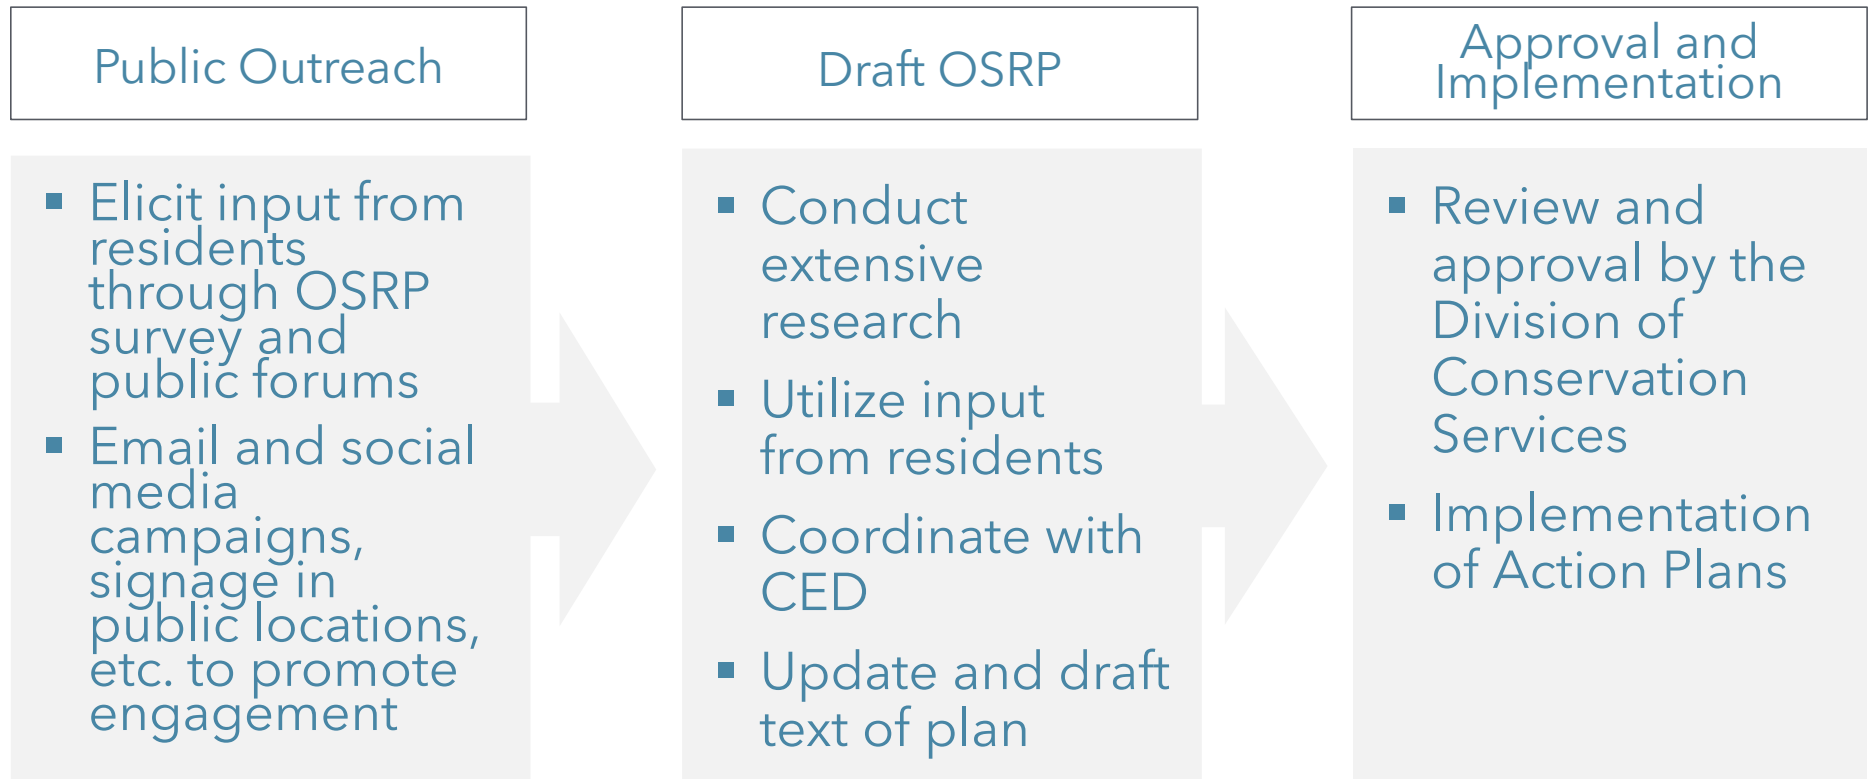 Public Outreach
Elicit input from
residents
through OSRP
survey and
public forums
Email and social
media
campaigns,
signage in
public locations,
etc. to promote
engagement
Draft OSRP
Conduct
extensive
research
Utilize input
from residents
Coordinate with
CED
Update and draft
text of plan
Approval and
Implementation
Review and
approval by the
Division of
Conservation
Services
Implementation
of Action Plans